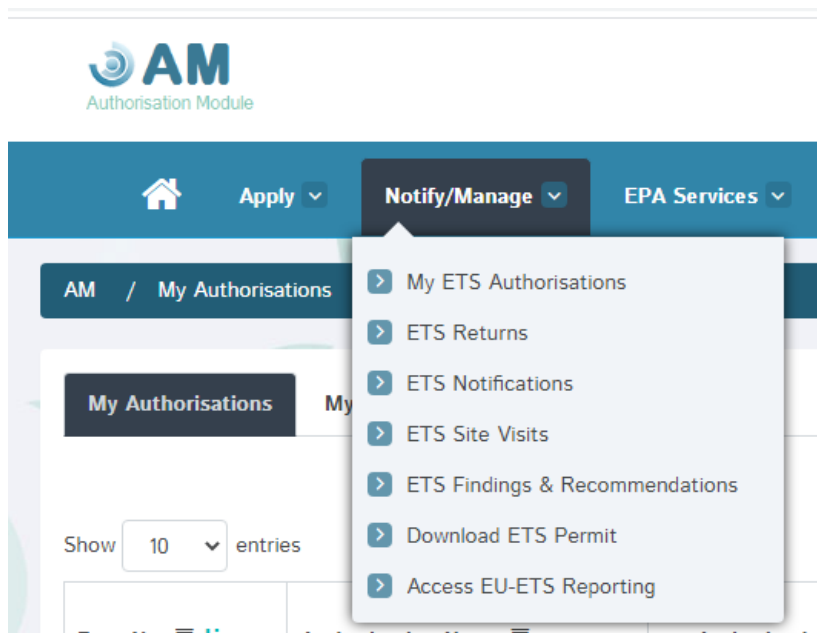 AM
Authorisation Module
Apply
Notify/Manage
EPA Services
AM / My Authorisations
My ETS Authorisations
ETS Returns
ETS Notifications
ETS Site Visits
ETS Findings & Recommendations
Download ETS Permit
Access EU-ETS Reporting
My Authorisations
My
Show 10 entries